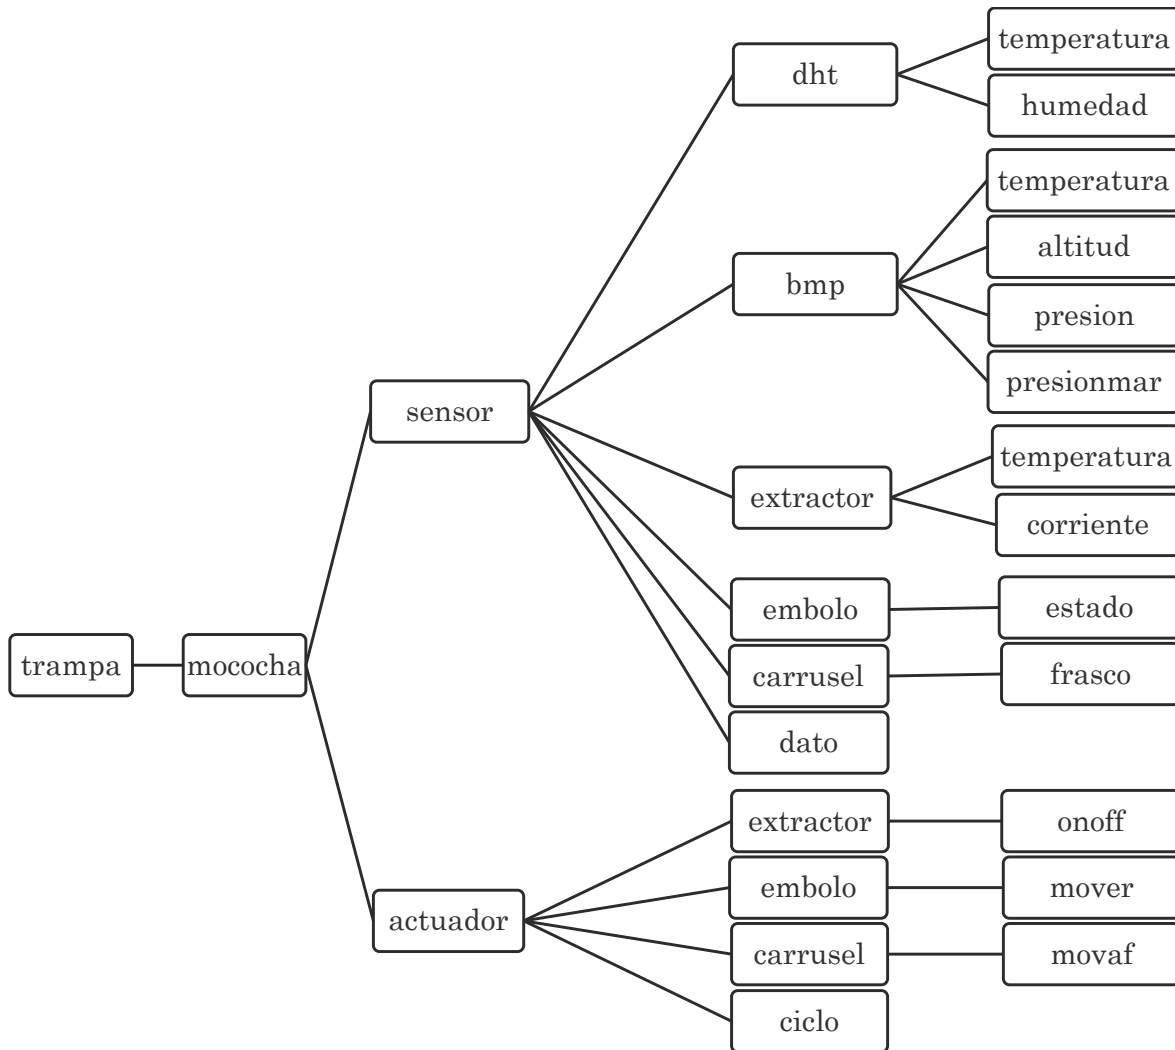 temperatura
dht
humedad
temperatura
altitud
bmp
presion
presionmar
sensor
temperatura
extractor
corriente
embolo
estado
trampa
mococha
carrusel
frasco
dato
extractor
onoff
embolo
mover
actuador
carrusel
movaf
ciclo